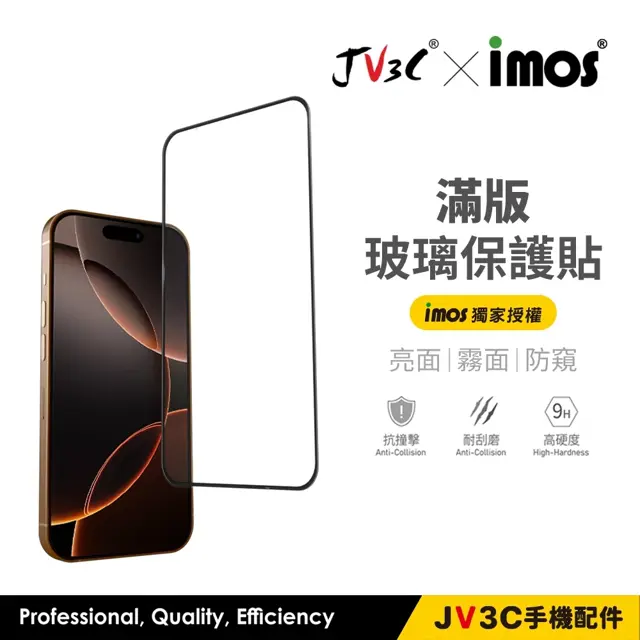 JV3C® × imos®
滿版
玻璃保護貼
imos 獨家授權
亮面|霧面|防窺
9H
抗撞擊 耐刮磨 高硬度
Anti-Collision Anti-Collision High-Hardness
Professional, Quality, Efficiency
JV3C手機配件